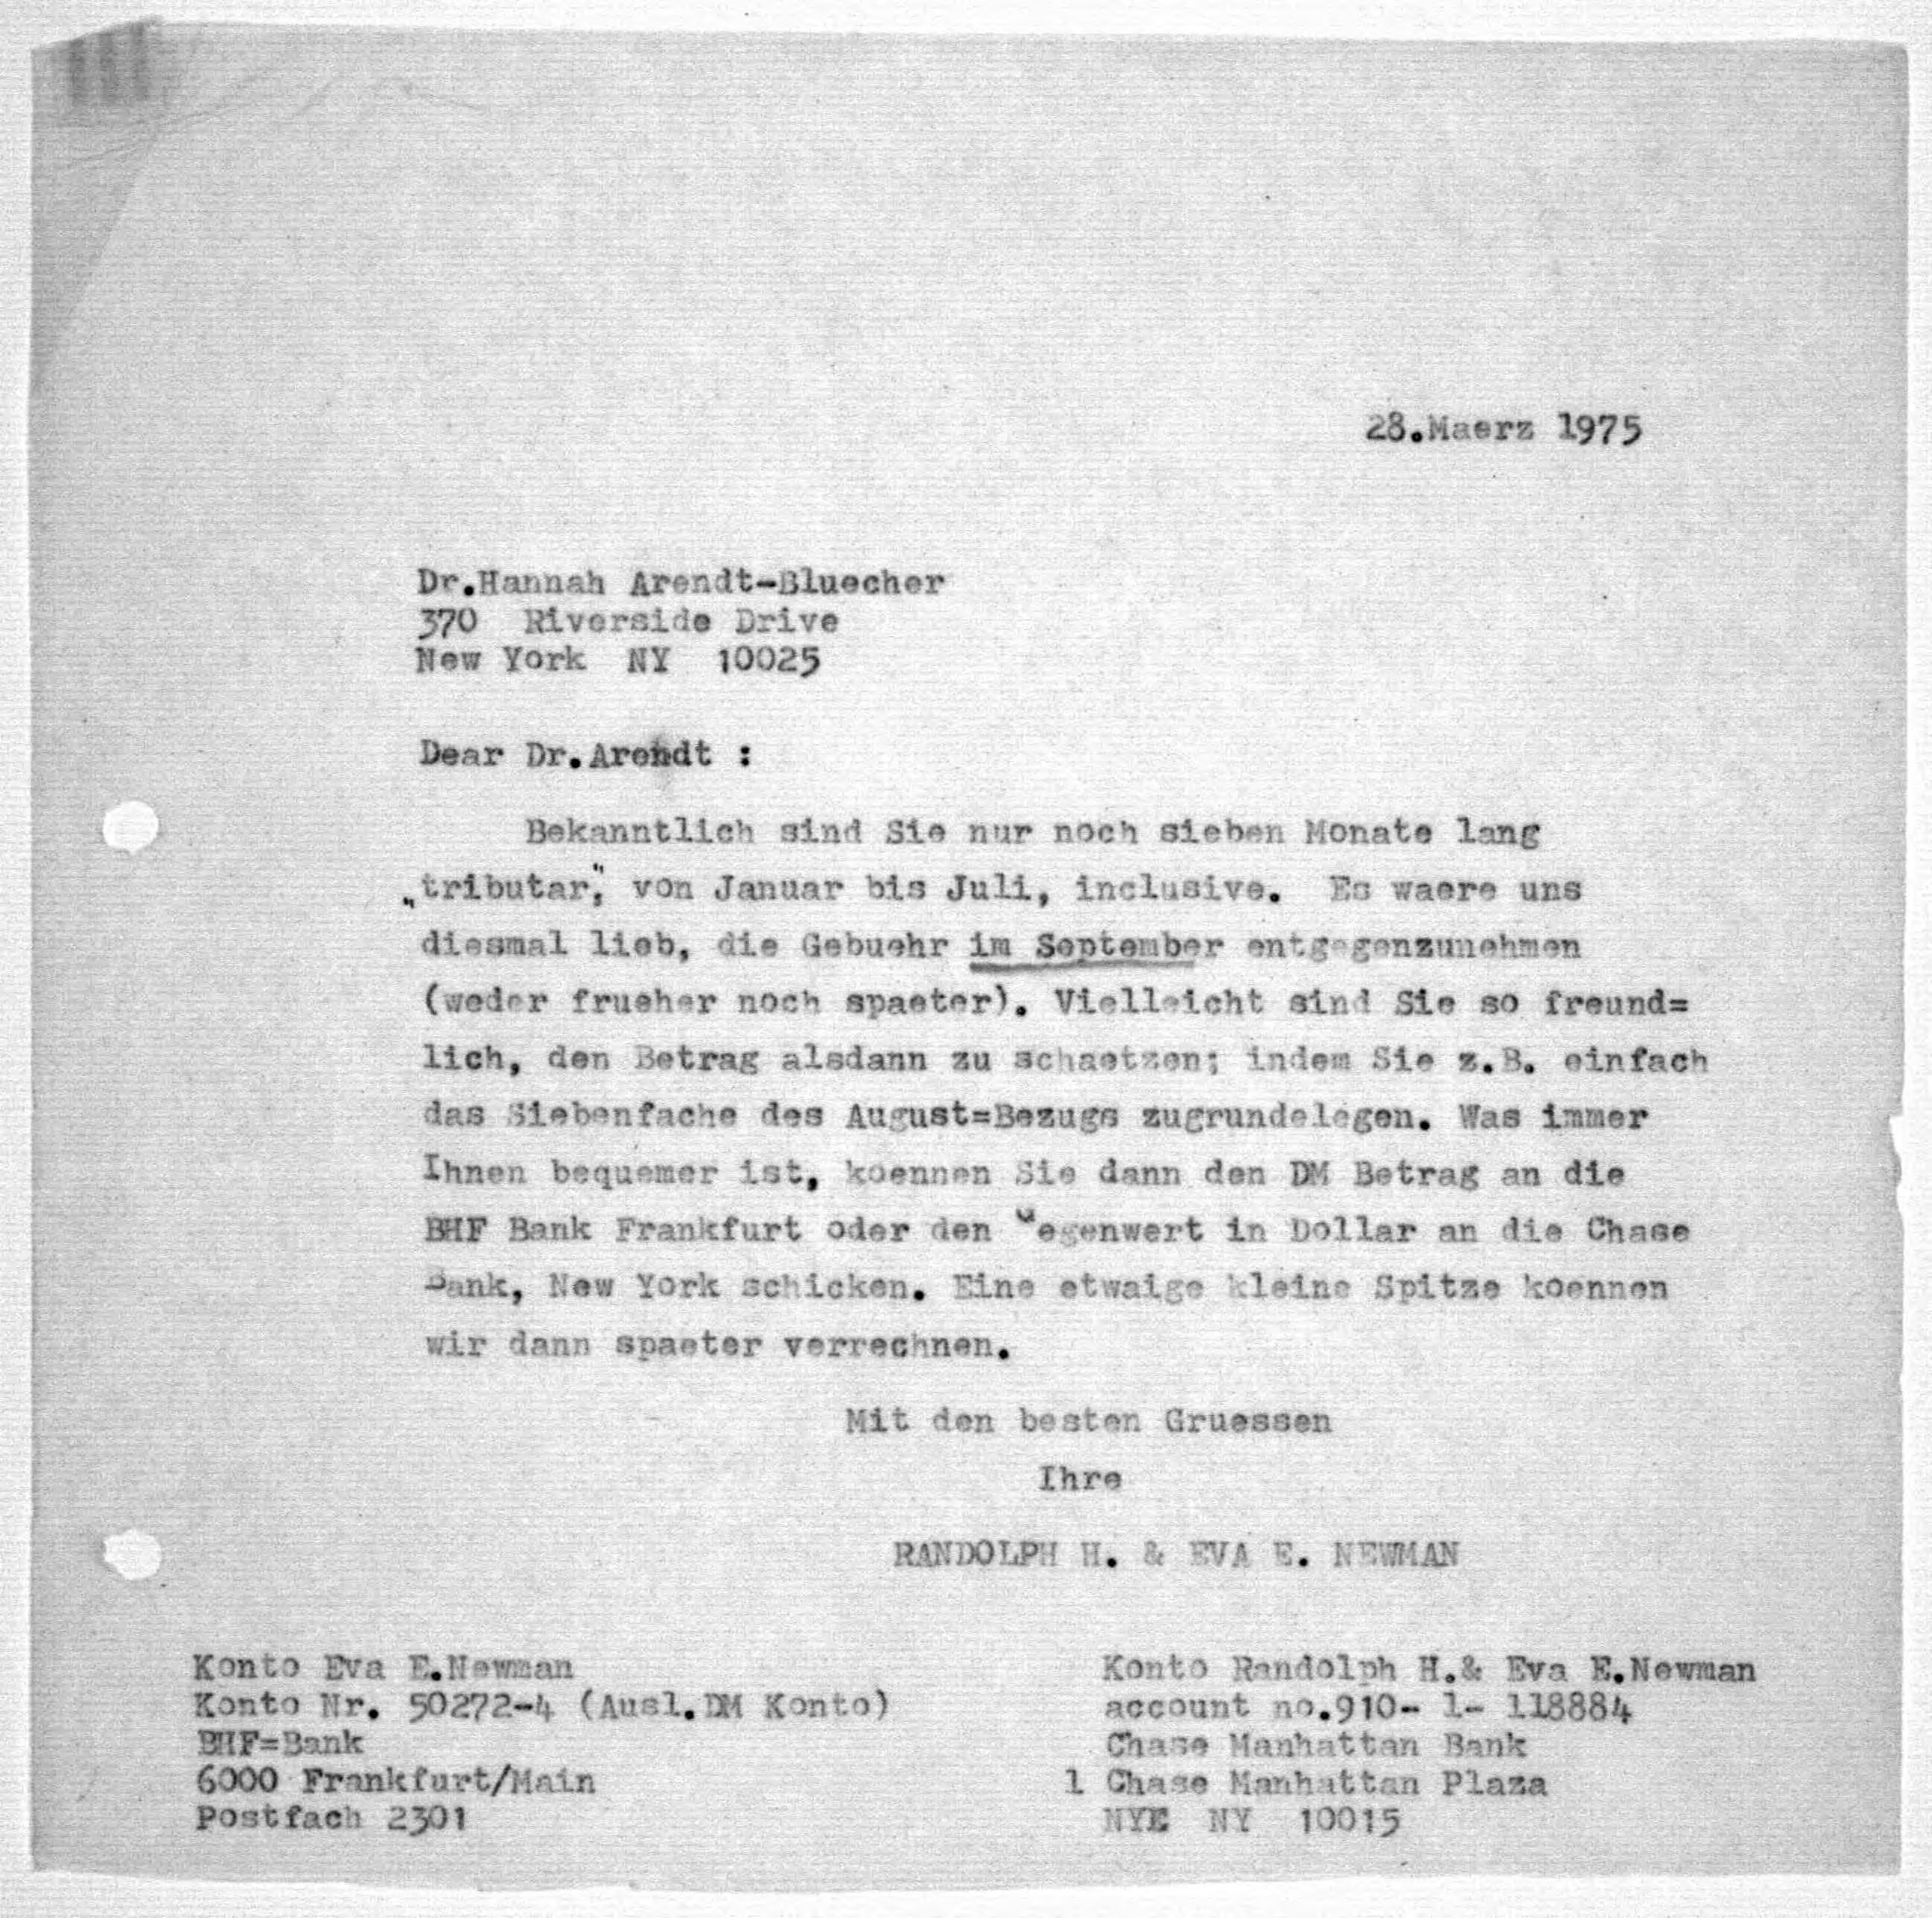 28.Maerz 1975
Dr.Hannah Arendt-Bluecher
370 Riverside Drive
New York NY 10025
Dear Dr.Arendt :
Bekanntlich sind Sie nur noch sieben Monate lang
„tributar," von Januar bis Juli, inclusive. Es waere uns
diesmal lieb, die Gebuehr im September entgegenzunehmen
(weder frueher noch spaeter). Vielleicht sind Sie so freund=
lich, den Betrag alsdann zu schaetzen; indem Sie z.B. einfach
das Siebenfache des August=Bezugs zugrundelegen. Was immer
Ihnen bequemer ist, koennen Sie dann den DM Betrag an die
BHF Bank Frankfurt oder den Gegenwert in Dollar an die Chase
Bank, New York schicken. Eine etwaige kleine Spitze koennen
wir dann spaeter verrechnen.
Mit den besten Gruessen
Ihre
RANDOLPH H. & EVA E. NEWMAN
Konto Eva E.Newman
Konto Nr. 50272-4 (Ausl.DM Konto)
BHF=Bank
6000 Frankfurt/Main
Postfach 2301
Konto Randolph H.& Eva E.Newman
account no.910- 1- 118884
Chase Manhattan Bank
1 Chase Manhattan Plaza
NYE NY 10015